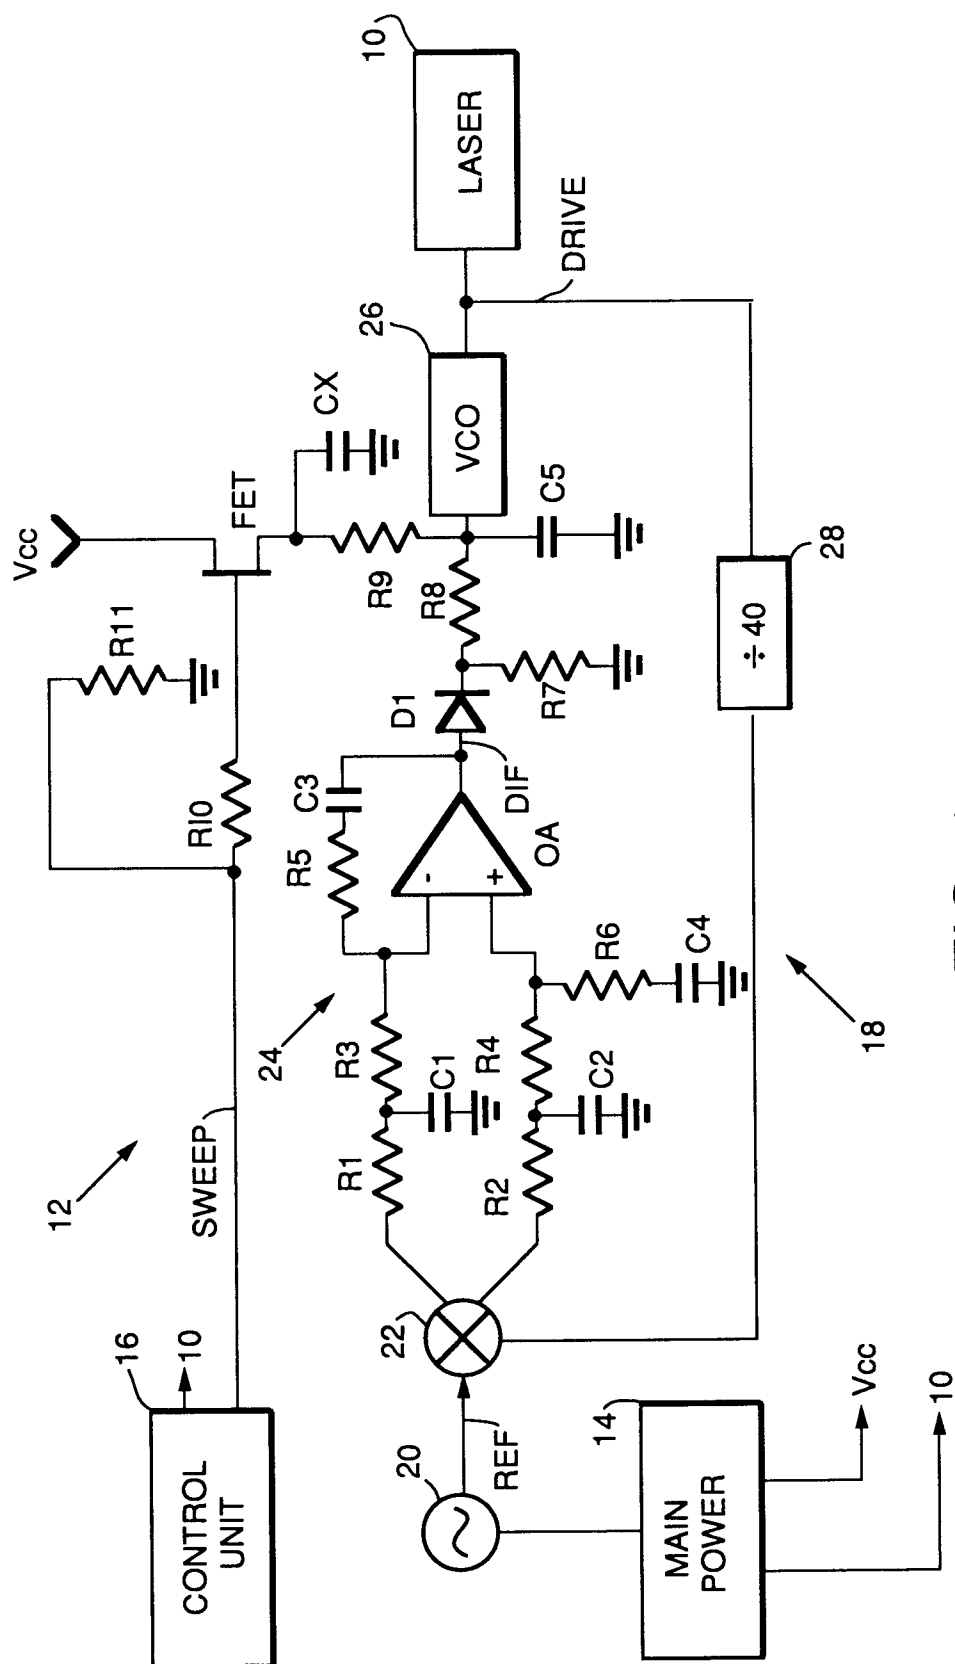 Vcc
12
R11
16
10
SWEEP
R10
FET
CX
CONTROL
UNIT
24
R5
C3
D1
R9
26
10
R1
R3
C1
R8
VCO
LASER
20
22
-
+
REF
DIF
OA
R7
C5
DRIVE
R2
R4
C2
R6
C4
14
MAIN
POWER
÷ 40
28
Vcc
18
10